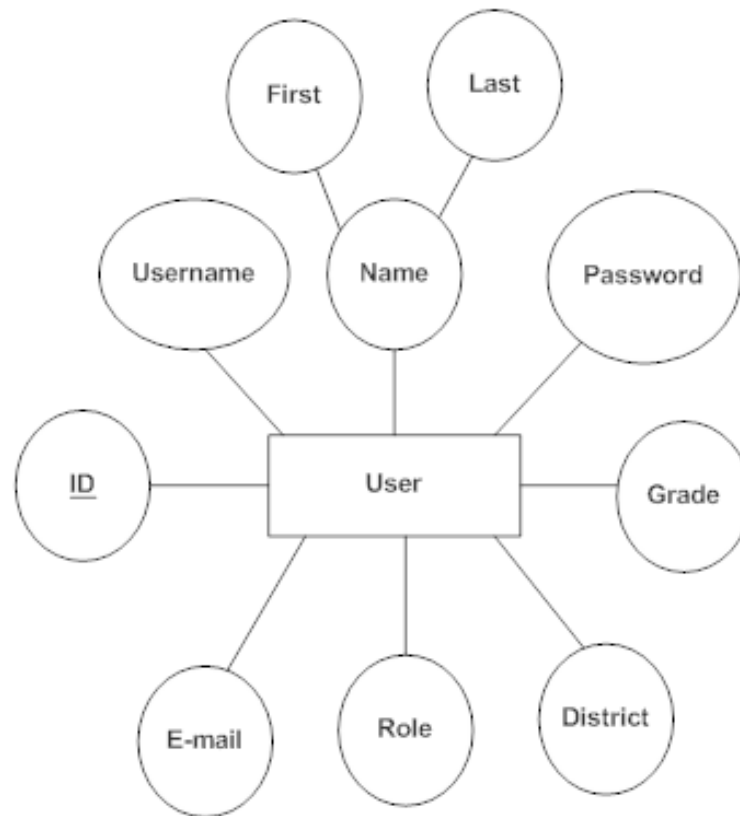 First
Last
Username
Name
Password
ID
User
Grade
E-mail
Role
District